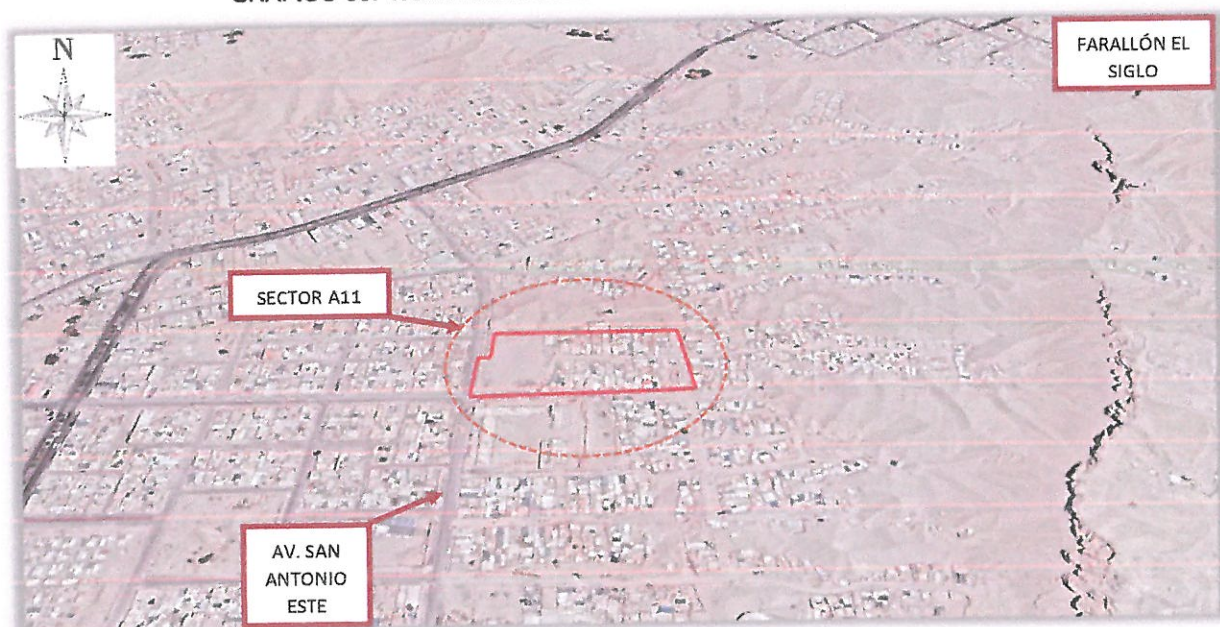 N
FARALLÓN EL
SIGLO
SECTOR A11
AV. SAN
ANTONIO
ESTE